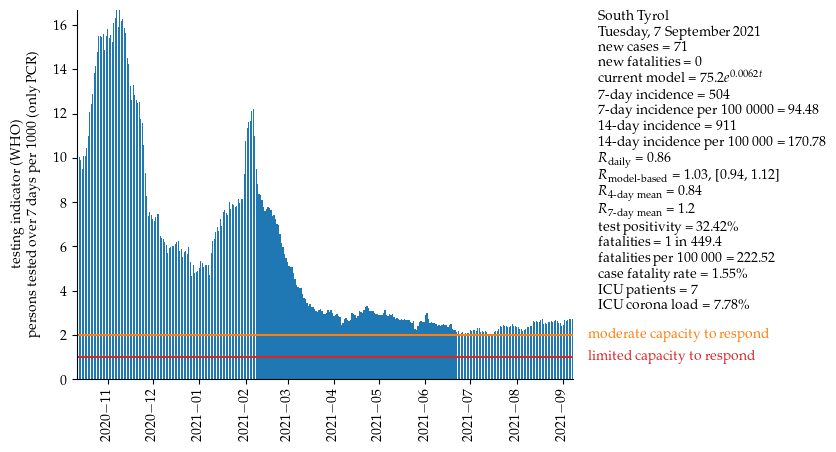 South Tyrol
Tuesday, 7 September 2021
new cases = 71
new fatalities = 0
current model = 75.2e^0.0062t
7-day incidence = 504
7-day incidence per 100 0000 = 94.48
14-day incidence = 911
14-day incidence per 100 000 = 170.78
R_daily = 0.86
R_model-based = 1.03, [0.94, 1.12]
R_4-day mean = 0.84
R_7-day mean = 1.2
test positivity = 32.42%
fatalities = 1 in 449.4
fatalities per 100 000 = 222.52
case fatality rate = 1.55%
ICU patients = 7
ICU corona load = 7.78%
moderate capacity to respond
limited capacity to respond
testing indicator (WHO)
persons tested over 7 days per 1000 (only PCR)
16
14
12
10
8
6
4
2
0
2020−11
2020−12
2021−01
2021−02
2021−03
2021−04
2021−05
2021−06
2021−07
2021−08
2021−09